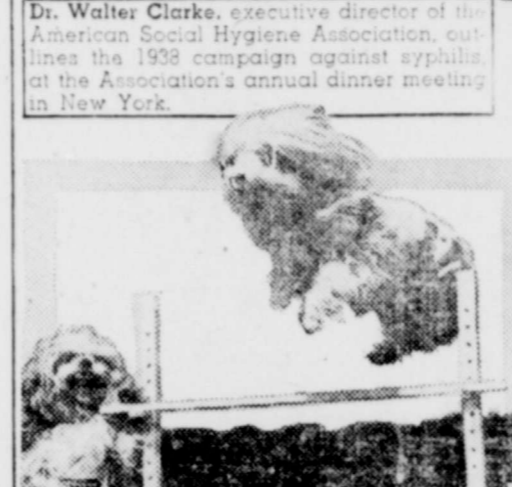 Dr. Walter Clarke, executive director of the
American Social Hygiene Association, out-
lines the 1938 campaign against syphilis,
at the Association's annual dinner meeting
in New York.